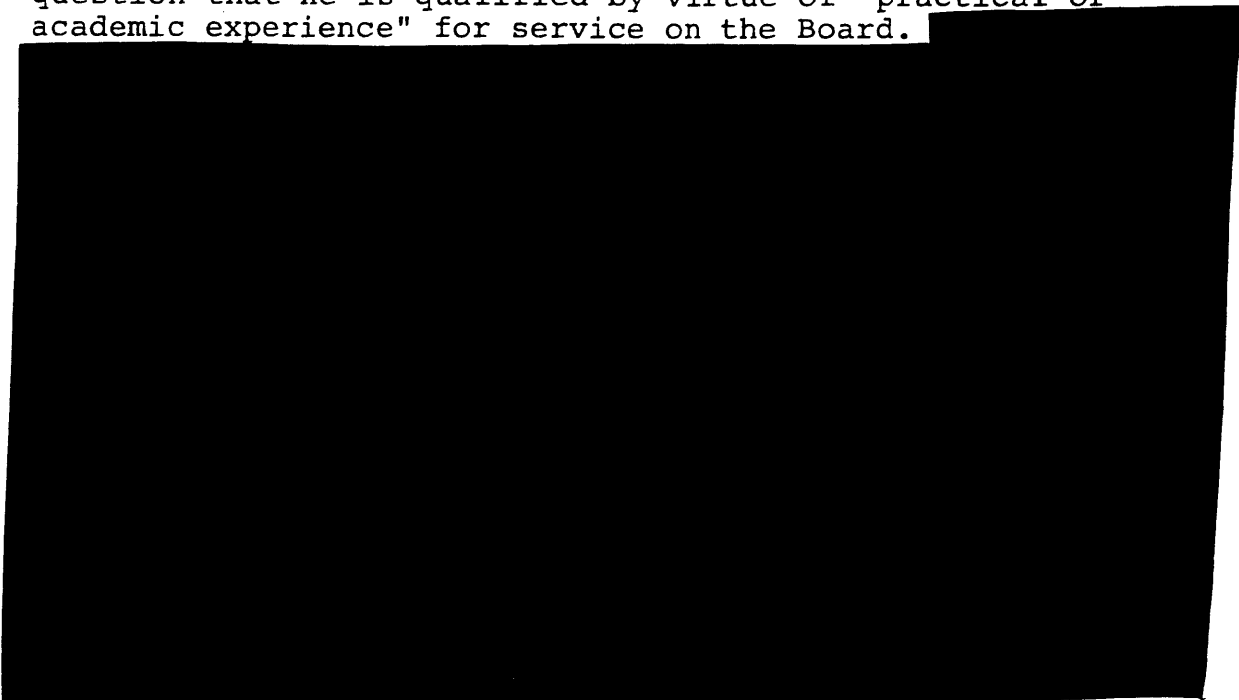 question that he is qualified by virtue of practical or
academic experience" for service on the Board.